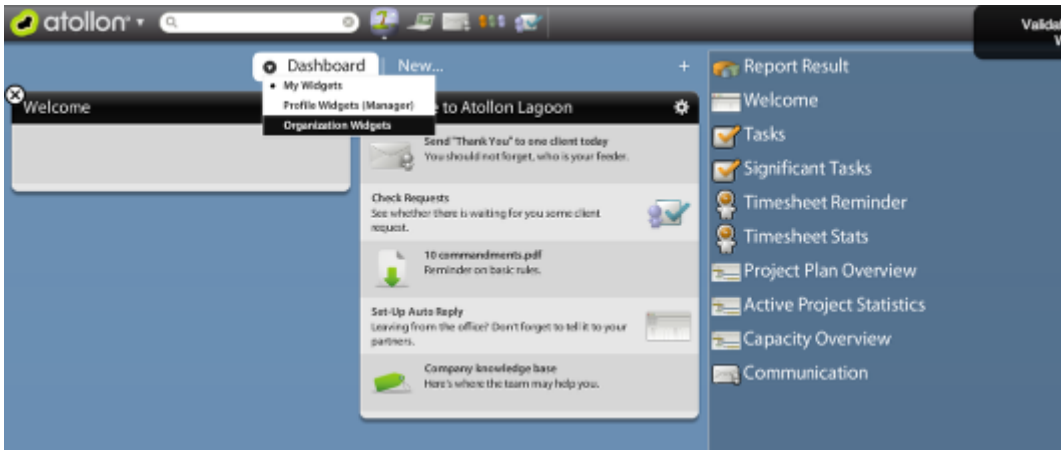 atollon
Valida
Dashboard
New...
+
My Widgets
Profile Widgets (Manager)
Organization Widgets
Welcome
e to Atollon Lagoon
Send "Thank You" to one client today
You should not forget, who is your feeder.
Check Requests
See whether there is waiting for you some client
request.
10 commandments.pdf
Reminder on basic rules.
Set-Up Auto Reply
Leaving from the office? Don't forget to tell it to your
partners.
Company knowledge base
Here's where the team may help you.
Report Result
Welcome
Tasks
Significant Tasks
Timesheet Reminder
Timesheet Stats
Project Plan Overview
Active Project Statistics
Capacity Overview
Communication